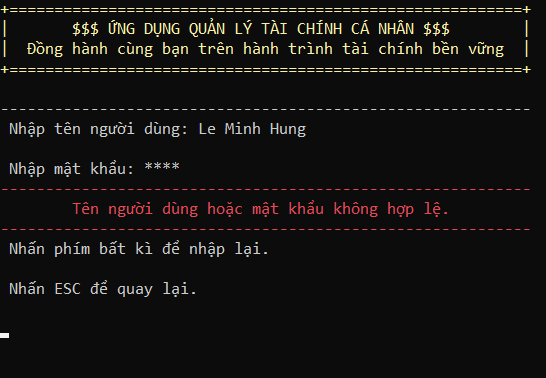 +=========================================================+
|       $$$ ỨNG DỤNG QUẢN LÝ TÀI CHÍNH CÁ NHÂN $$$        |
|  Đồng hành cùng bạn trên hành trình tài chính bền vững  |
+=========================================================+
-----------------------------------------------------------
Nhập tên người dùng: Le Minh Hung
Nhập mật khẩu: ****
-----------------------------------------------------------
Tên người dùng hoặc mật khẩu không hợp lệ.
-----------------------------------------------------------
Nhấn phím bất kì để nhập lại.
Nhấn ESC để quay lại.